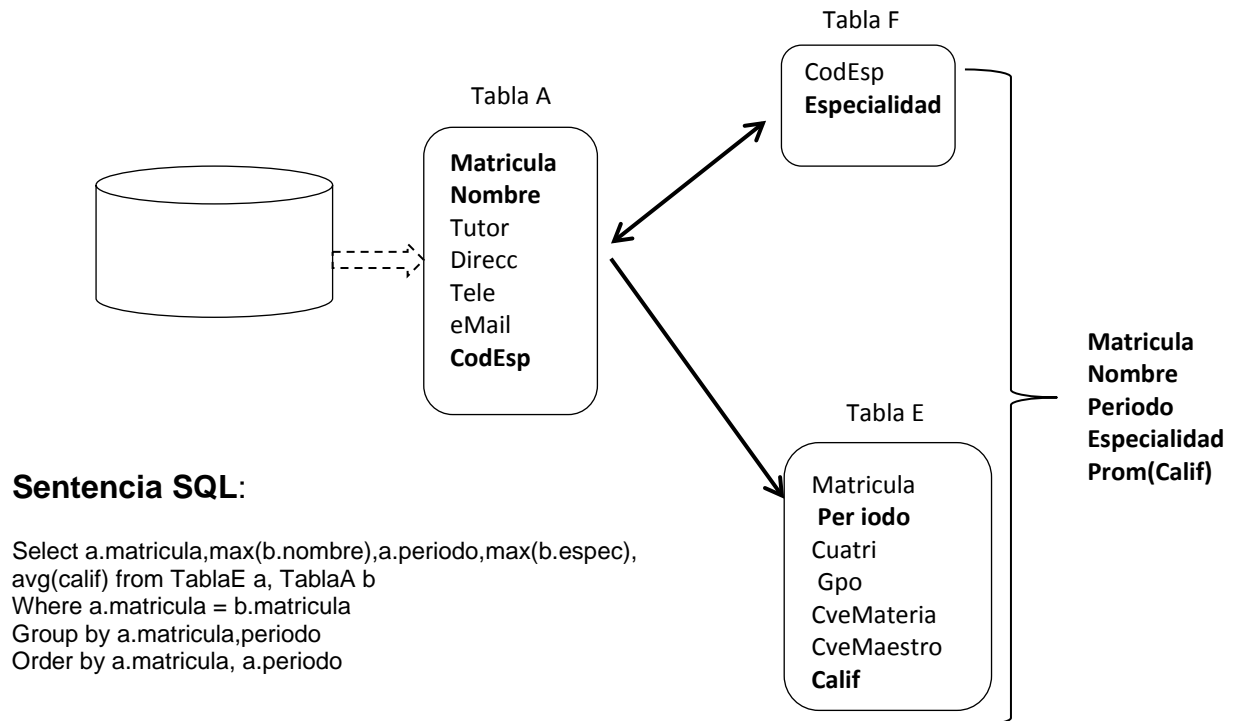 Tabla F
CodEsp
Especialidad
Tabla A
Matricula
Nombre
Tutor
Direcc
Tele
eMail
CodEsp
Tabla E
Matricula
Per iodo
Cuatri
Gpo
CveMateria
CveMaestro
Calif
Matricula
Nombre
Periodo
Especialidad
Prom(Calif)
Sentencia SQL:
Select a.matricula,max(b.nombre),a.periodo,max(b.espec),
avg(calif) from TablaE a, TablaA b
Where a.matricula = b.matricula
Group by a.matricula,periodo
Order by a.matricula, a.periodo